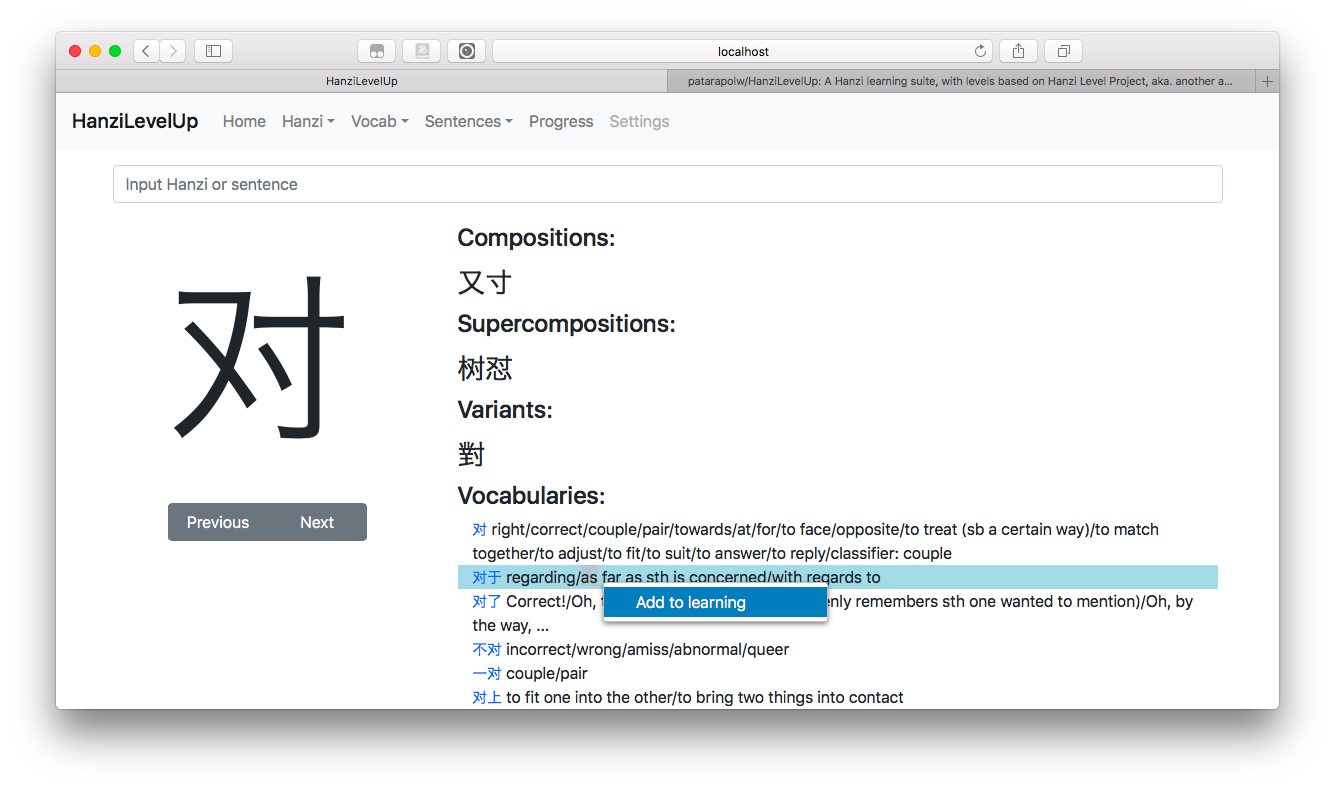 localhost
HanziLevelUp
patarapolw/HanziLevelUp: A Hanzi learning suite, with levels based on Hanzi Level Project, aka. another a...
HanziLevelUp Home Hanzi Vocab Sentences Progress Settings
Input Hanzi or sentence
对
Previous Next
Compositions:
又寸
Supercompositions:
树怼
Variants:
對
Vocabularies:
对 right/correct/couple/pair/towards/at/for/to face/opposite/to treat (sb a certain way)/to match
together/to adjust/to fit/to suit/to answer/to reply/classifier: couple
对于 regarding/as far as sth is concerned/with regards to
Add to learning
对了 Correct!/Oh, remembers sth one wanted to mention)/Oh, by
the way, ...
不对 incorrect/wrong/amiss/abnormal/queer
一对 couple/pair
对上 to fit one into the other/to bring two things into contact